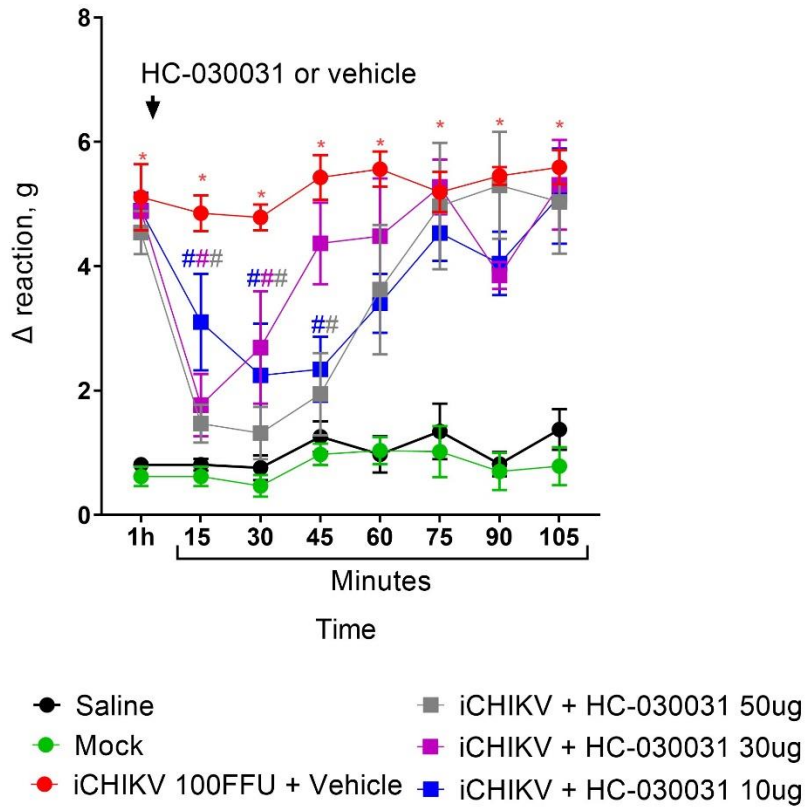 8
HC-030031 or vehicle
* * * * * * * *
6
### ###
4
##
2
0
Δ reaction, g
1h 15 30 45 60 75 90 105
Minutes
Time
Saline
Mock
iCHIKV 100FFU + Vehicle
iCHIKV + HC-030031 50ug
iCHIKV + HC-030031 30ug
iCHIKV + HC-030031 10ug